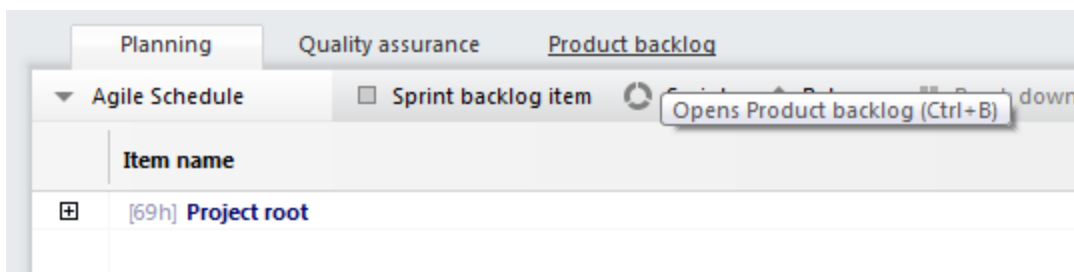 Planning Quality assurance Product backlog
Agile Schedule Sprint backlog item down
Opens Product backlog (Ctrl+B)
Item name
[69h] Project root